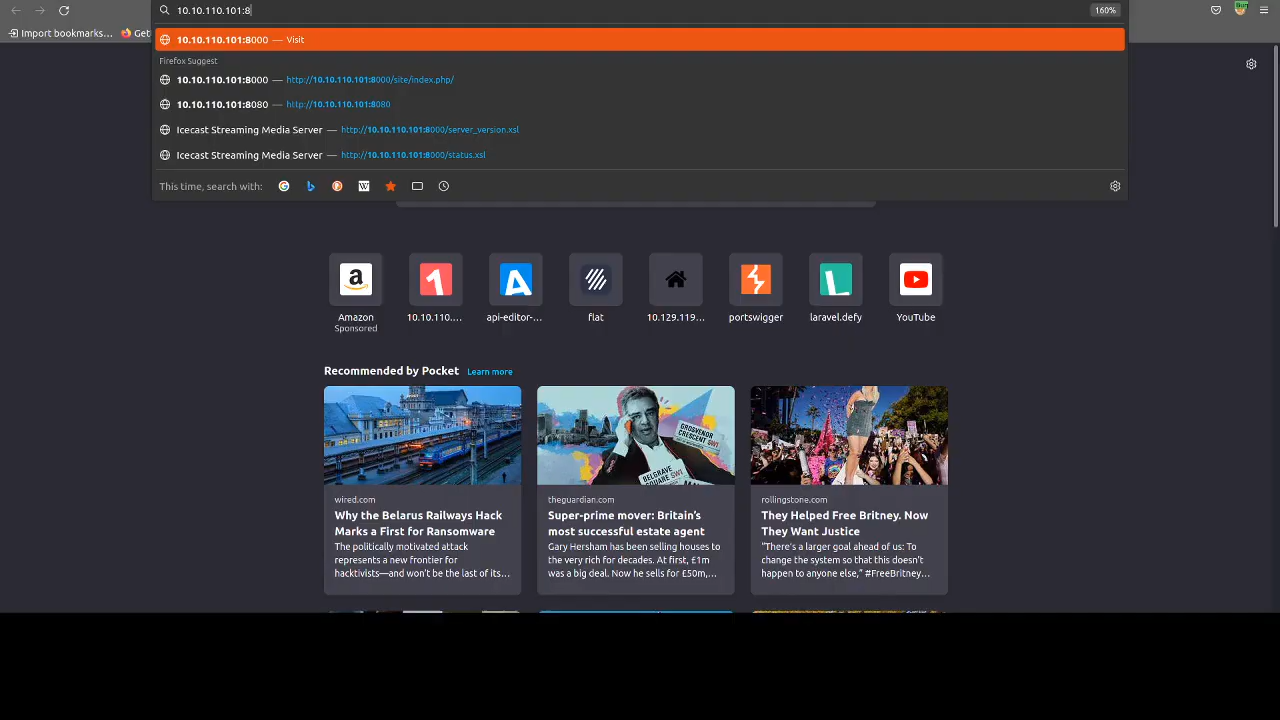 10.10.110.101:8
160%
Import bookmarks...
Get
10.10.110.101:8000 — Visit
Firefox Suggest
10.10.110.101:8000 — http://10.10.110.101:8000/site/index.php/
10.10.110.101:8080 — http://10.10.110.101:8080
Icecast Streaming Media Server — http://10.10.110.101:8000/server_version.xsl
Icecast Streaming Media Server — http://10.10.110.101:8000/status.xsl
This time, search with:
Amazon
Sponsored
10.10.110....
api-editor-...
flat
10.129.119...
portswigger
laravel.defy
YouTube
Recommended by Pocket Learn more
wired.com
Why the Belarus Railways Hack
Marks a First for Ransomware
The politically motivated attack
represents a new frontier for
hacktivists—and won't be the last of its...
GROSVENOR
CRESCENT SW1
BELGRAVE
SQUARE SW1
theguardian.com
Super-prime mover: Britain's
most successful estate agent
Gary Hersham has been selling houses to
the very rich for decades. At first, £1m
was a big deal. Now he sells for £50m,...
rollingstone.com
They Helped Free Britney. Now
They Want Justice
“There's a larger goal ahead of us: To
change the system so that this doesn't
happen to anyone else,” #FreeBritney...